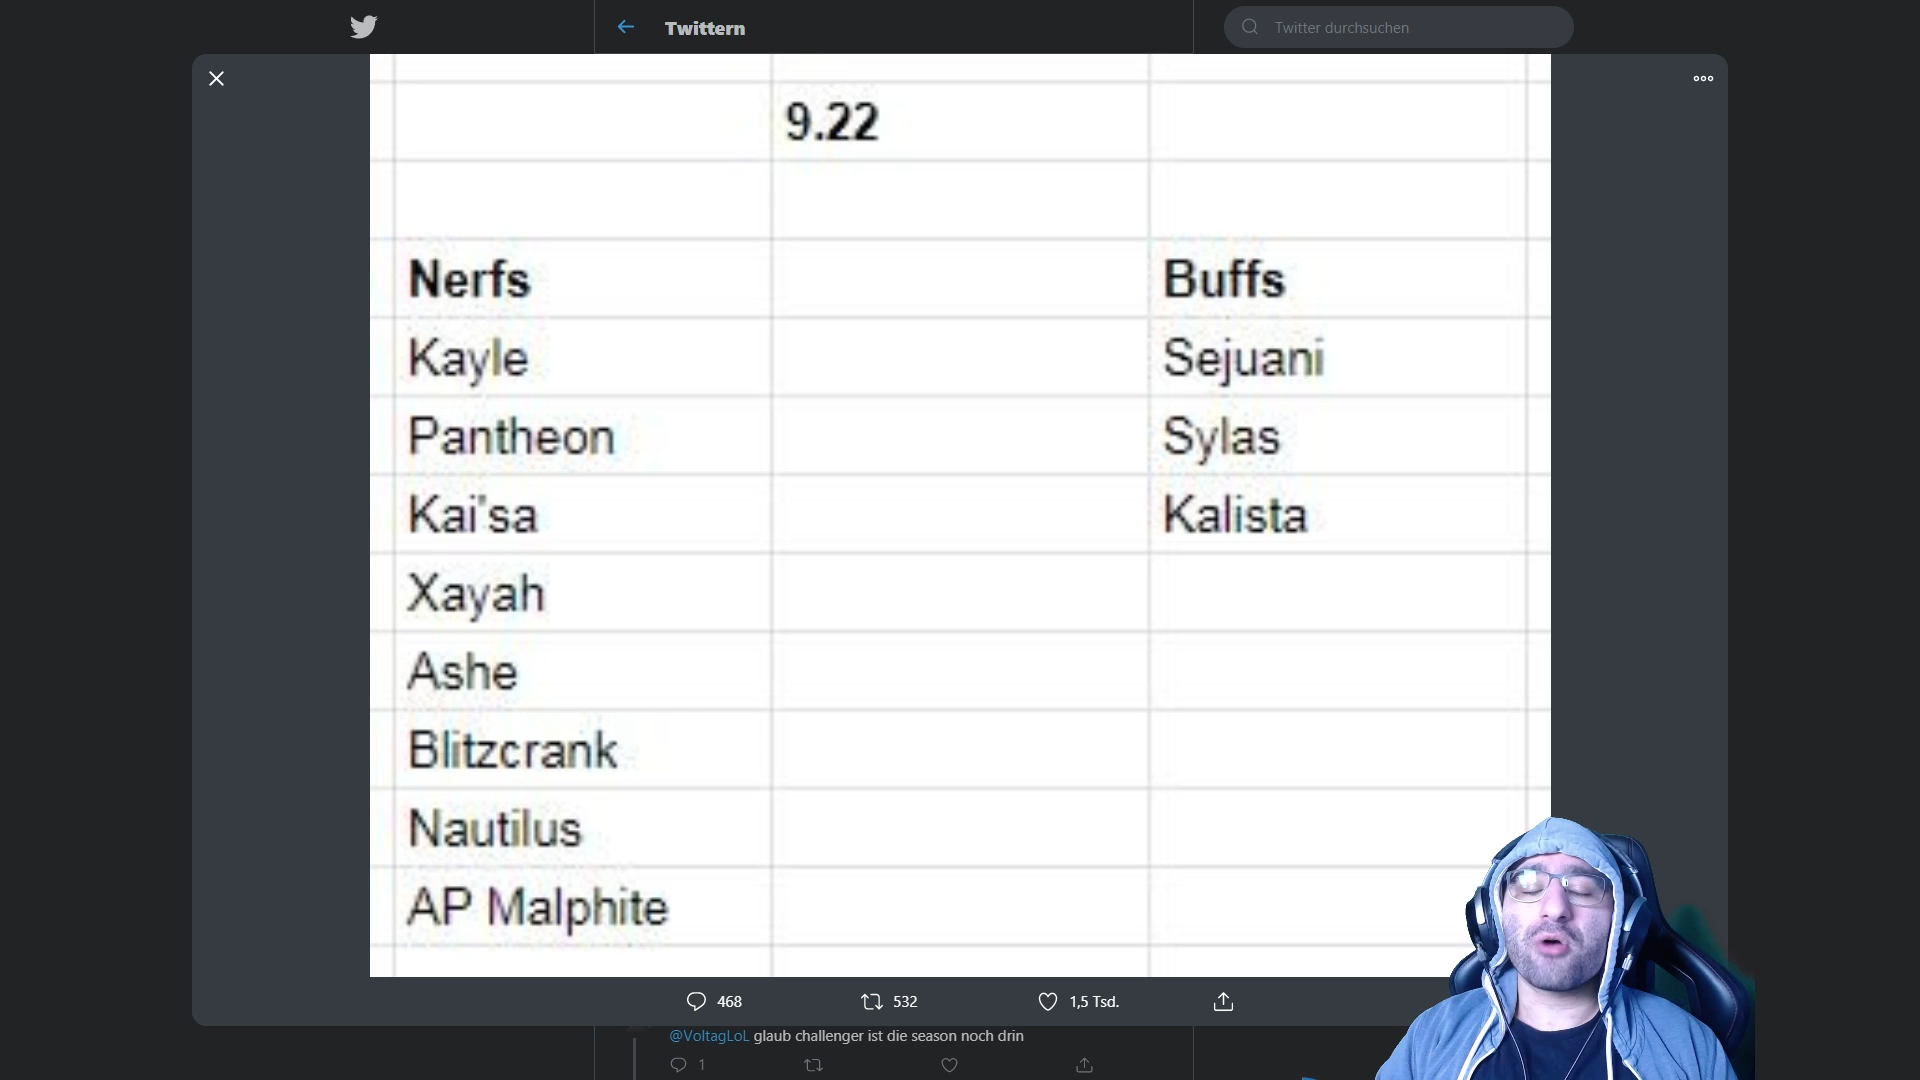 Twittern
Twitter durchsuchen
9.22
Nerfs Buffs
Kayle Sejuani
Pantheon Sylas
Kai'sa Kalista
Xayah
Ashe
Blitzcrank
Nautilus
AP Malphite
468 532 1,5 Tsd.
@VoltagLoL glaub challenger ist die season noch drin
1